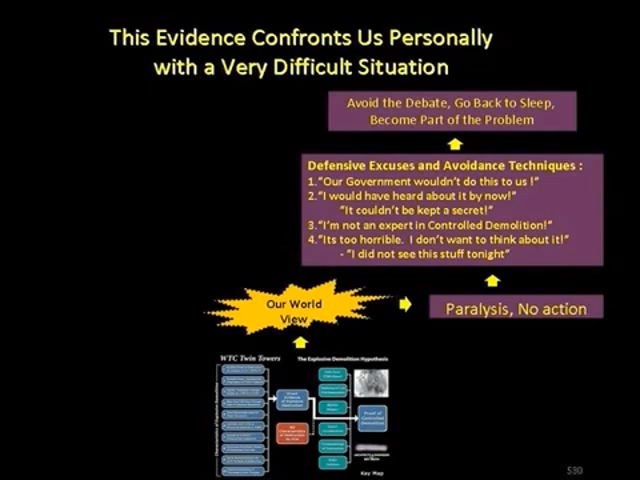 This Evidence Confronts Us Personally
with a Very Difficult Situation
Avoid the Debate, Go Back to Sleep,
Become Part of the Problem
Defensive Excuses and Avoidance Techniques :
1."Our Government wouldn't do this to us !"
2."I would have heard about it by now!"
"It couldn't be kept a secret!"
3."I'm not an expert in Controlled Demolition!"
4."Its too horrible. I don't want to think about it!"
- "I did not see this stuff tonight"
Our World
View
Paralysis, No action
WTC Twin Towers
The Explosive Demolition Hypothesis
Proof of
Controlled
Demolition
Key Map
530